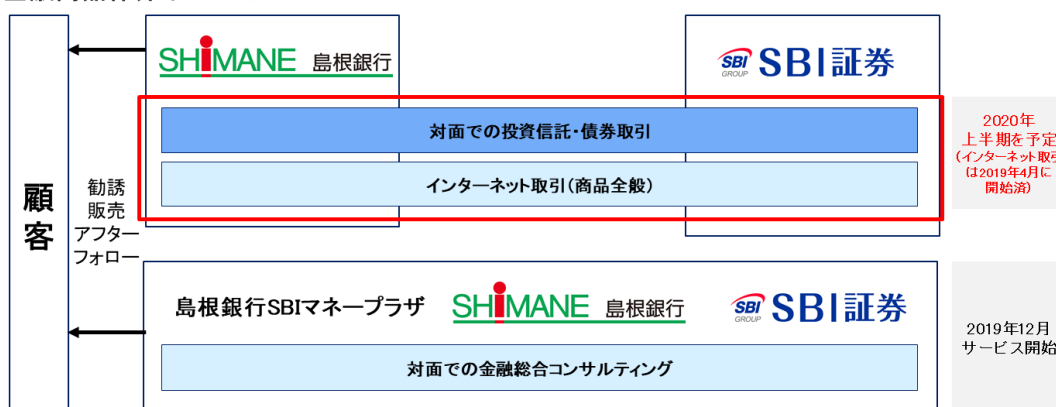 SHIMANE 島根銀行
SBI GROUP SBI証券
対面での投資信託・債券取引
インターネット取引(商品全般)
2020年
上半期を予定
(インターネット取引
は2019年4月に
開始済)
顧客
勧誘
販売
アフター
フォロー
島根銀行SBIマネープラザ
SHIMANE 島根銀行
SBI GROUP SBI証券
対面での金融総合コンサルティング
2019年12月
サービス開始